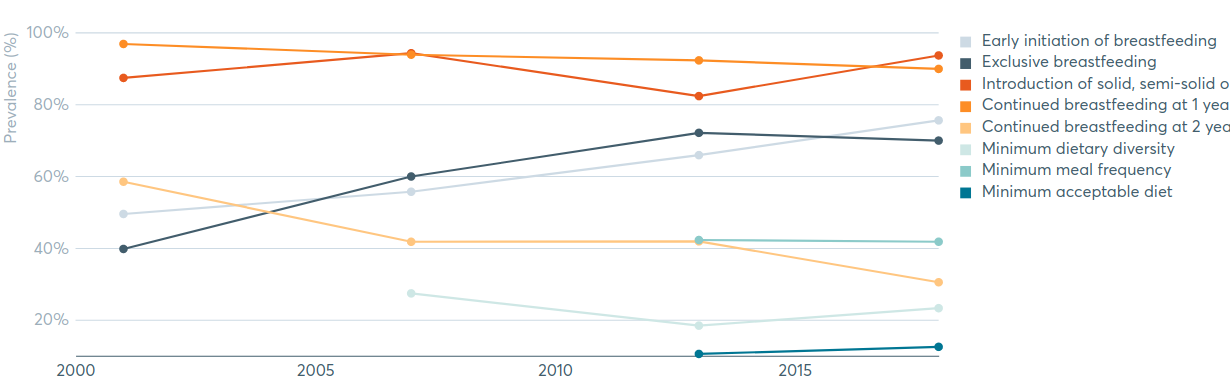 Prevalence (%)
100%
80%
60%
40%
20%
2000 2005 2010 2015
Early initiation of breastfeeding
Exclusive breastfeeding
Introduction of solid, semi-solid o
Continued breastfeeding at 1 yea
Continued breastfeeding at 2 yea
Minimum dietary diversity
Minimum meal frequency
Minimum acceptable diet